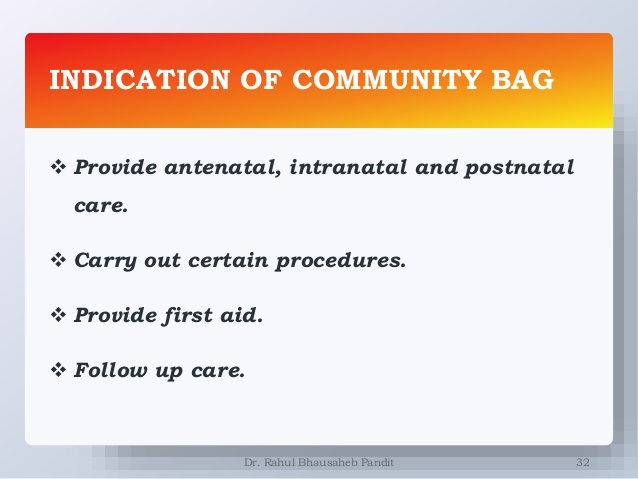 INDICATION OF COMMUNITY BAG
❖ Provide antenatal, intranatal and postnatal
care.
❖ Carry out certain procedures.
❖ Provide first aid.
❖ Follow up care.
Dr. Rahul Bhausaheb Pandit 32